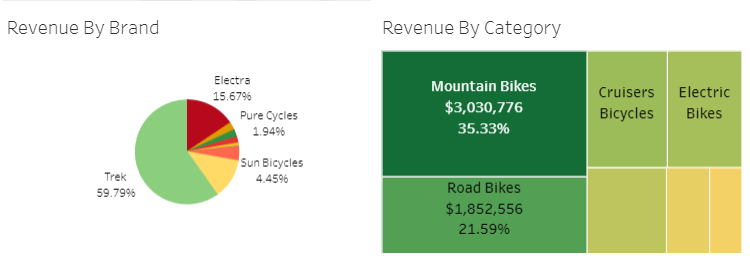 Revenue By Brand
Electra
15.67%
Pure Cycles
1.94%
Sun Bicycles
4.45%
Trek
59.79%
Revenue By Category
Mountain Bikes
$3,030,776
35.33%
Road Bikes
$1,852,556
21.59%
Cruisers
Bicycles
Electric
Bikes